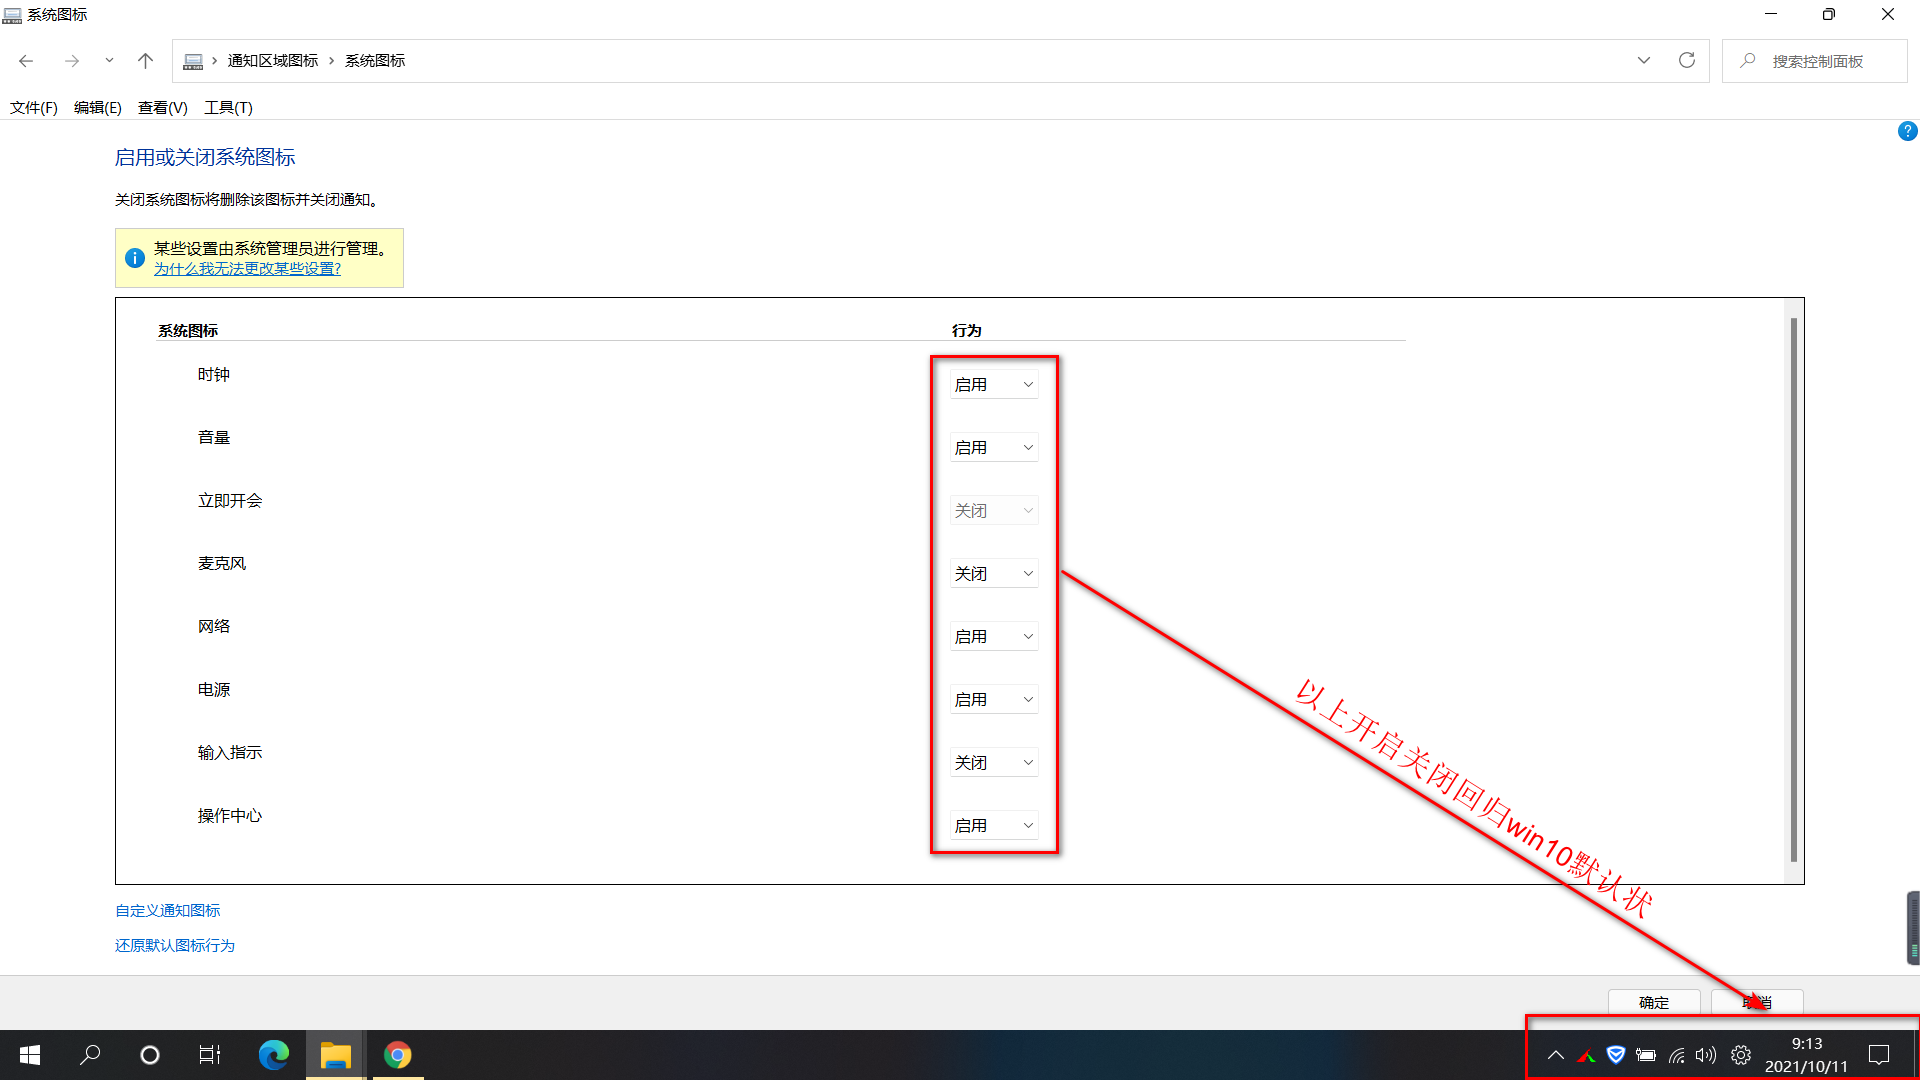 系统图标
通知区域图标
系统图标
搜索控制面板
文件(F) 编辑(E) 查看(V) 工具(T)
?
启用或关闭系统图标
关闭系统图标将删除该图标并关闭通知。
某些设置由系统管理员进行管理。
为什么我无法更改某些设置?
系统图标 行为
时钟 启用
音量 启用
立即开会 关闭
麦克风 关闭
网络 启用
电源 启用
输入指示 关闭
操作中心 启用
以上开启关闭回归win10默认状
自定义通知图标
还原默认图标行为
确定 取消
9:13
2021/10/11